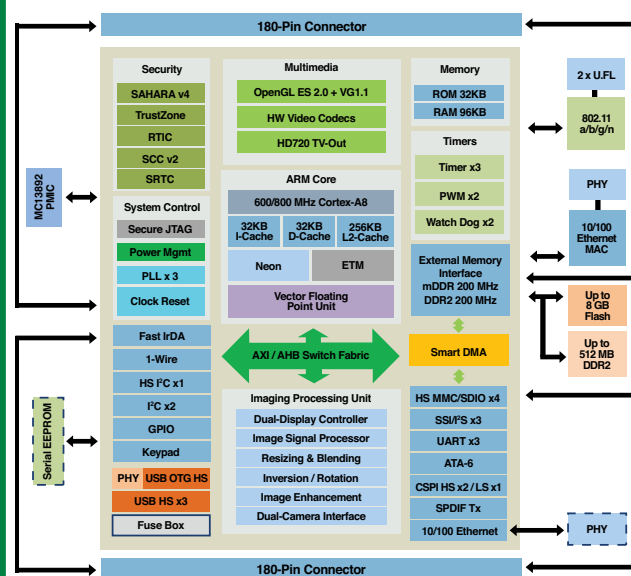 180-Pin Connector
Security
SAHARA v4
TrustZone
RTIC
SCC v2
SRTC
System Control
Secure JTAG
Power Mgmt
PLL x 3
Clock Reset
Multimedia
OpenGL ES 2.0 + VG1.1
HW Video Codecs
HD720 TV-Out
ARM Core
600/800 MHz Cortex-A8
32KB
I-Cache
32KB
D-Cache
256KB
L2-Cache
Neon
ETM
Vector Floating
Point Unit
Memory
ROM 32KB
RAM 96KB
Timers
Timer x3
PWM x2
Watch Dog x2
External Memory
Interface
mDDR 200 MHz
DDR2 200 MHz
MC13892
PMIC
2 x U.FL
802.11
a/b/g/n
PHY
10/100
Ethernet
MAC
Up to
8 GB
Flash
Up to
512 MB
DDR2
Fast IrDA
1-Wire
HS I²C x1
I²C x2
GPIO
Keypad
PHY
USB OTG HS
USB HS x3
Fuse Box
Serial EEPROM
AXI / AHB Switch Fabric
Smart DMA
Imaging Processing Unit
Dual-Display Controller
Image Signal Processor
Resizing & Blending
Inversion / Rotation
Image Enhancement
Dual-Camera Interface
HS MMC/SDIO x4
SSI/I²S x3
UART x3
ATA-6
CSPI HS x2 / LS x1
SPDIF Tx
10/100 Ethernet
PHY
180-Pin Connector